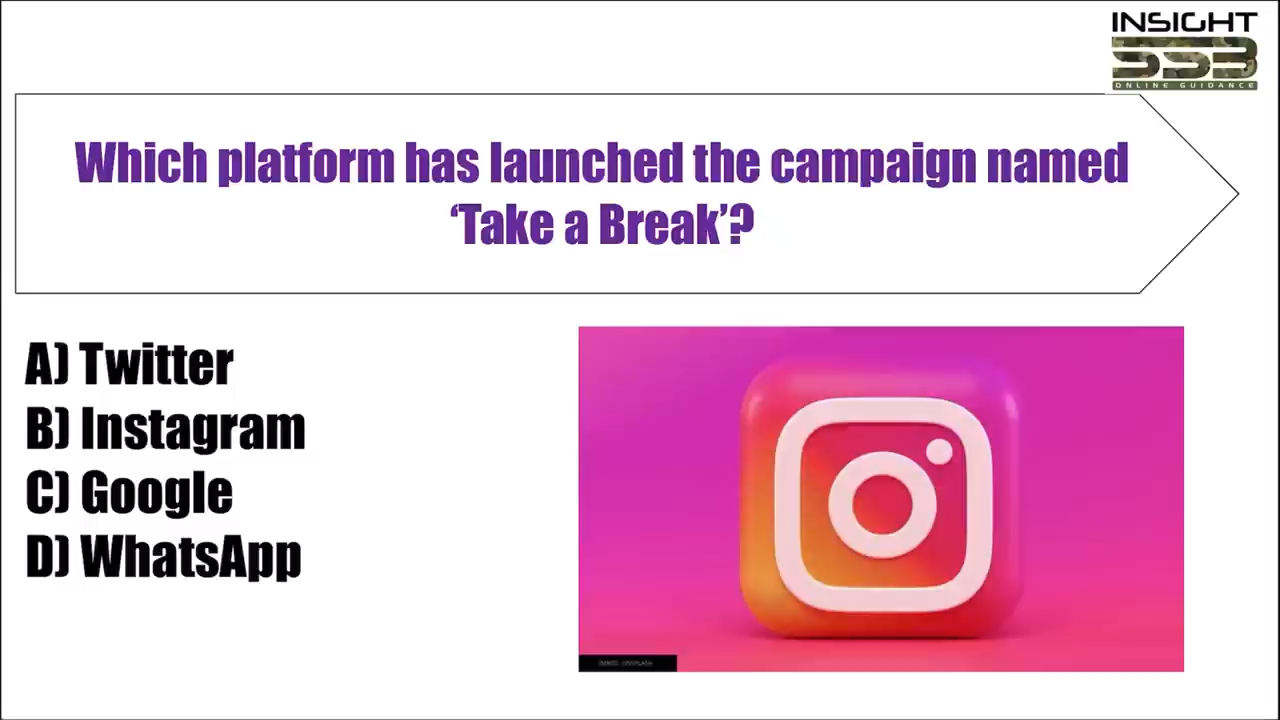 INSIGHT
SSB
ONLINE GUIDANCE
Which platform has launched the campaign named
‘Take a Break’?
A) Twitter
B) Instagram
C) Google
D) WhatsApp